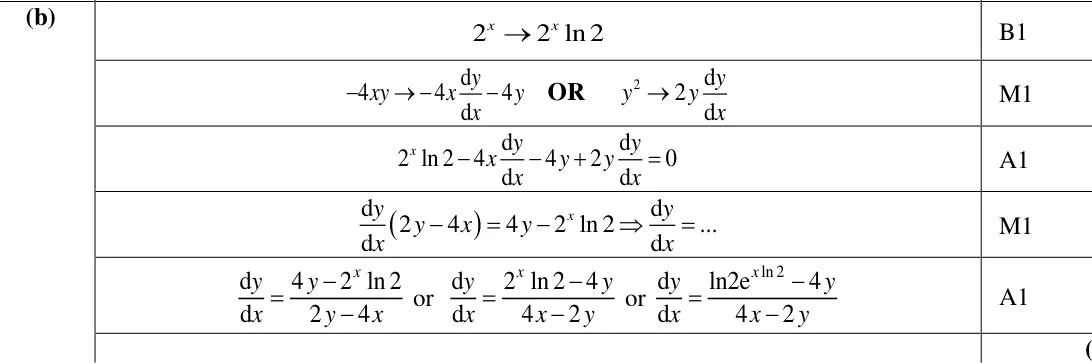 (b) 2^x → 2^x ln 2 B1
−4xy → −4x dy/dx − 4y OR y^2 → 2y dy/dx M1
2^x ln 2 − 4x dy/dx − 4y + 2y dy/dx = 0 A1
dy/dx (2y − 4x) = 4y − 2^x ln 2 ⇒ dy/dx = ... M1
dy/dx = (4y − 2^x ln 2)/(2y − 4x) or dy/dx = (2^x ln 2 − 4y)/(4x − 2y) or dy/dx = (ln2e^(x ln 2) − 4y)/(4x − 2y) A1
(